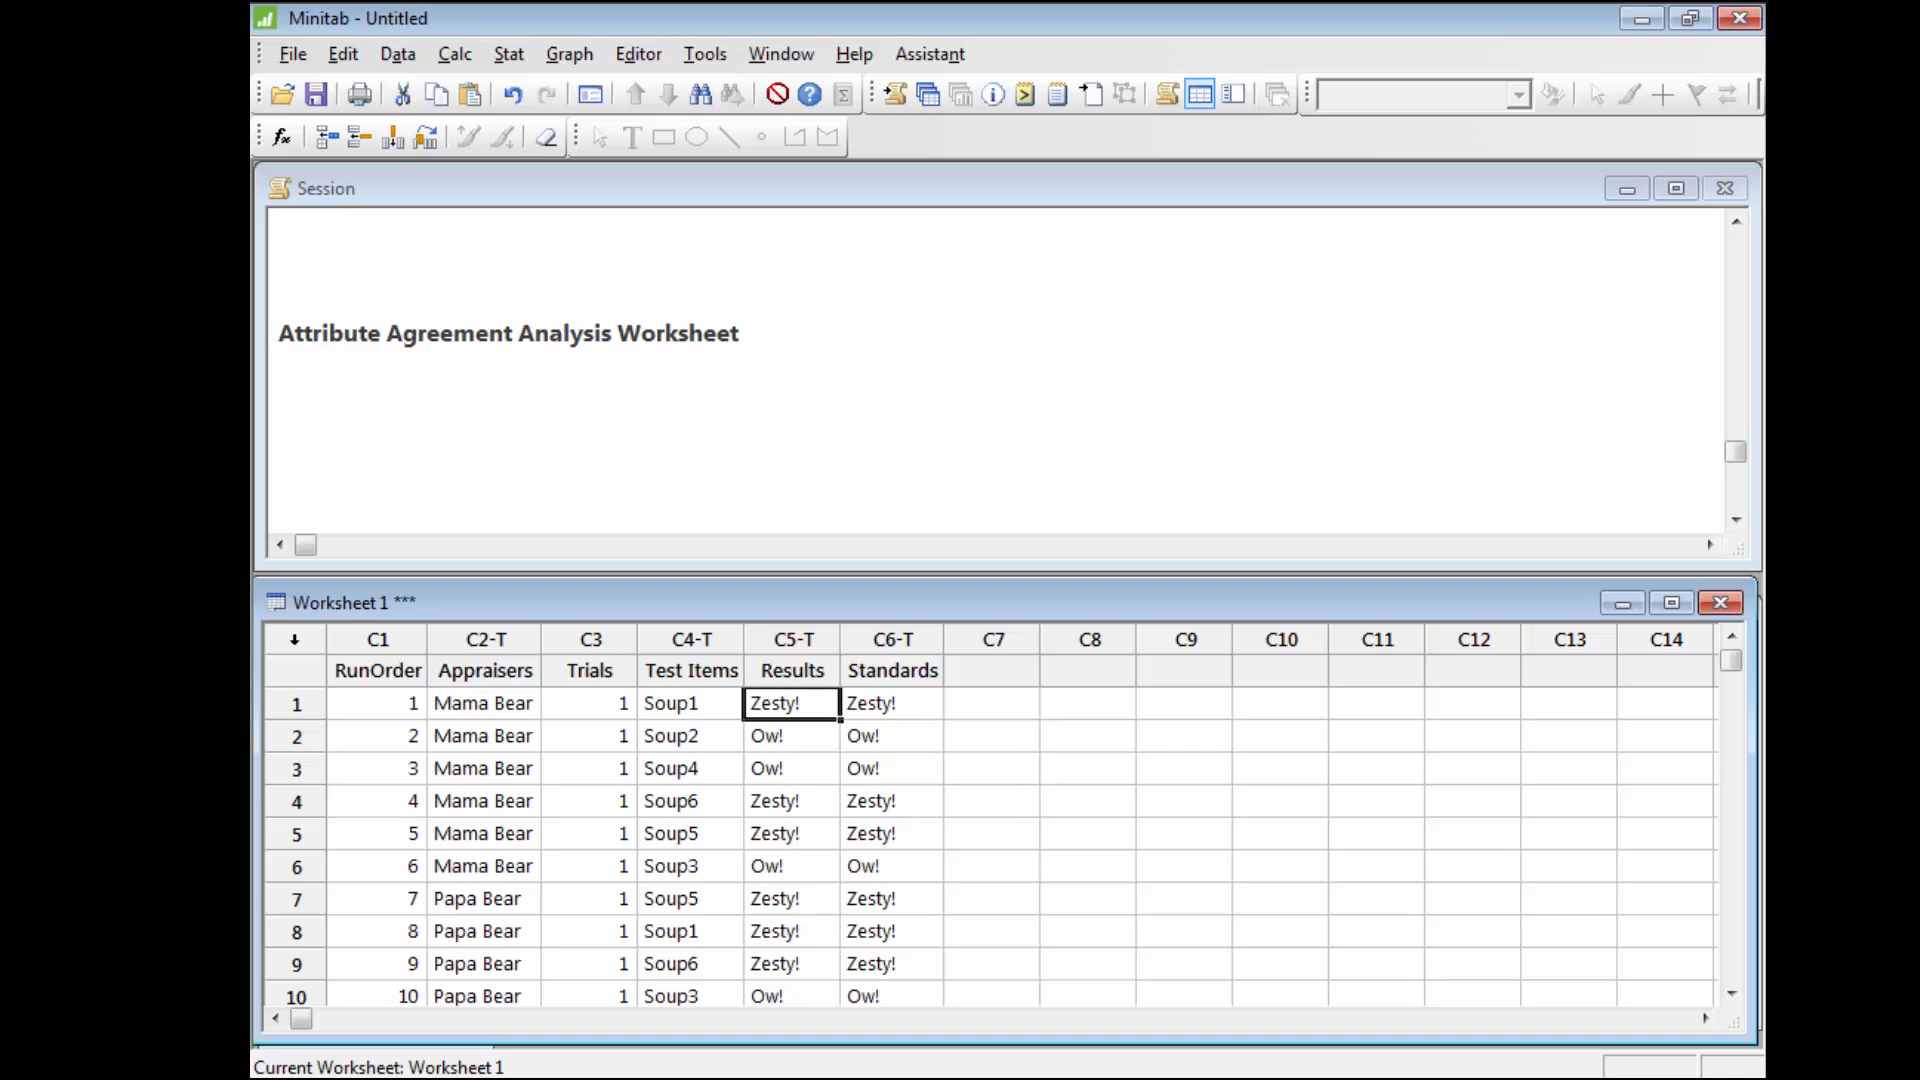 Minitab - Untitled
File Edit Data Calc Stat Graph Editor Tools Window Help Assistant
Session
Attribute Agreement Analysis Worksheet
Worksheet 1 ***
C1 C2-T C3 C4-T C5-T C6-T C7 C8 C9 C10 C11 C12 C13 C14
RunOrder Appraisers Trials Test Items Results Standards
1 1 Mama Bear 1 Soup1 Zesty! Zesty!
2 2 Mama Bear 1 Soup2 Ow! Ow!
3 3 Mama Bear 1 Soup4 Ow! Ow!
4 4 Mama Bear 1 Soup6 Zesty! Zesty!
5 5 Mama Bear 1 Soup5 Zesty! Zesty!
6 6 Mama Bear 1 Soup3 Ow! Ow!
7 7 Papa Bear 1 Soup5 Zesty! Zesty!
8 8 Papa Bear 1 Soup1 Zesty! Zesty!
9 9 Papa Bear 1 Soup6 Zesty! Zesty!
10 10 Papa Bear 1 Soup3 Ow! Ow!
Current Worksheet: Worksheet 1